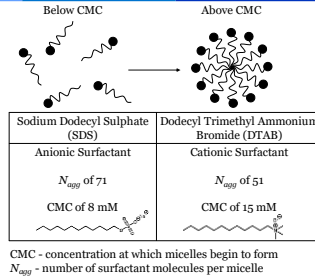 Below CMC
Above CMC
Sodium Dodecyl Sulphate (SDS)
Dodecyl Trimethyl Ammonium Bromide (DTAB)
Anionic Surfactant
Cationic Surfactant
Nagg of 71
Nagg of 51
CMC of 8 mM
CMC of 15 mM
CMC - concentration at which micelles begin to form
Nagg - number of surfactant molecules per micelle